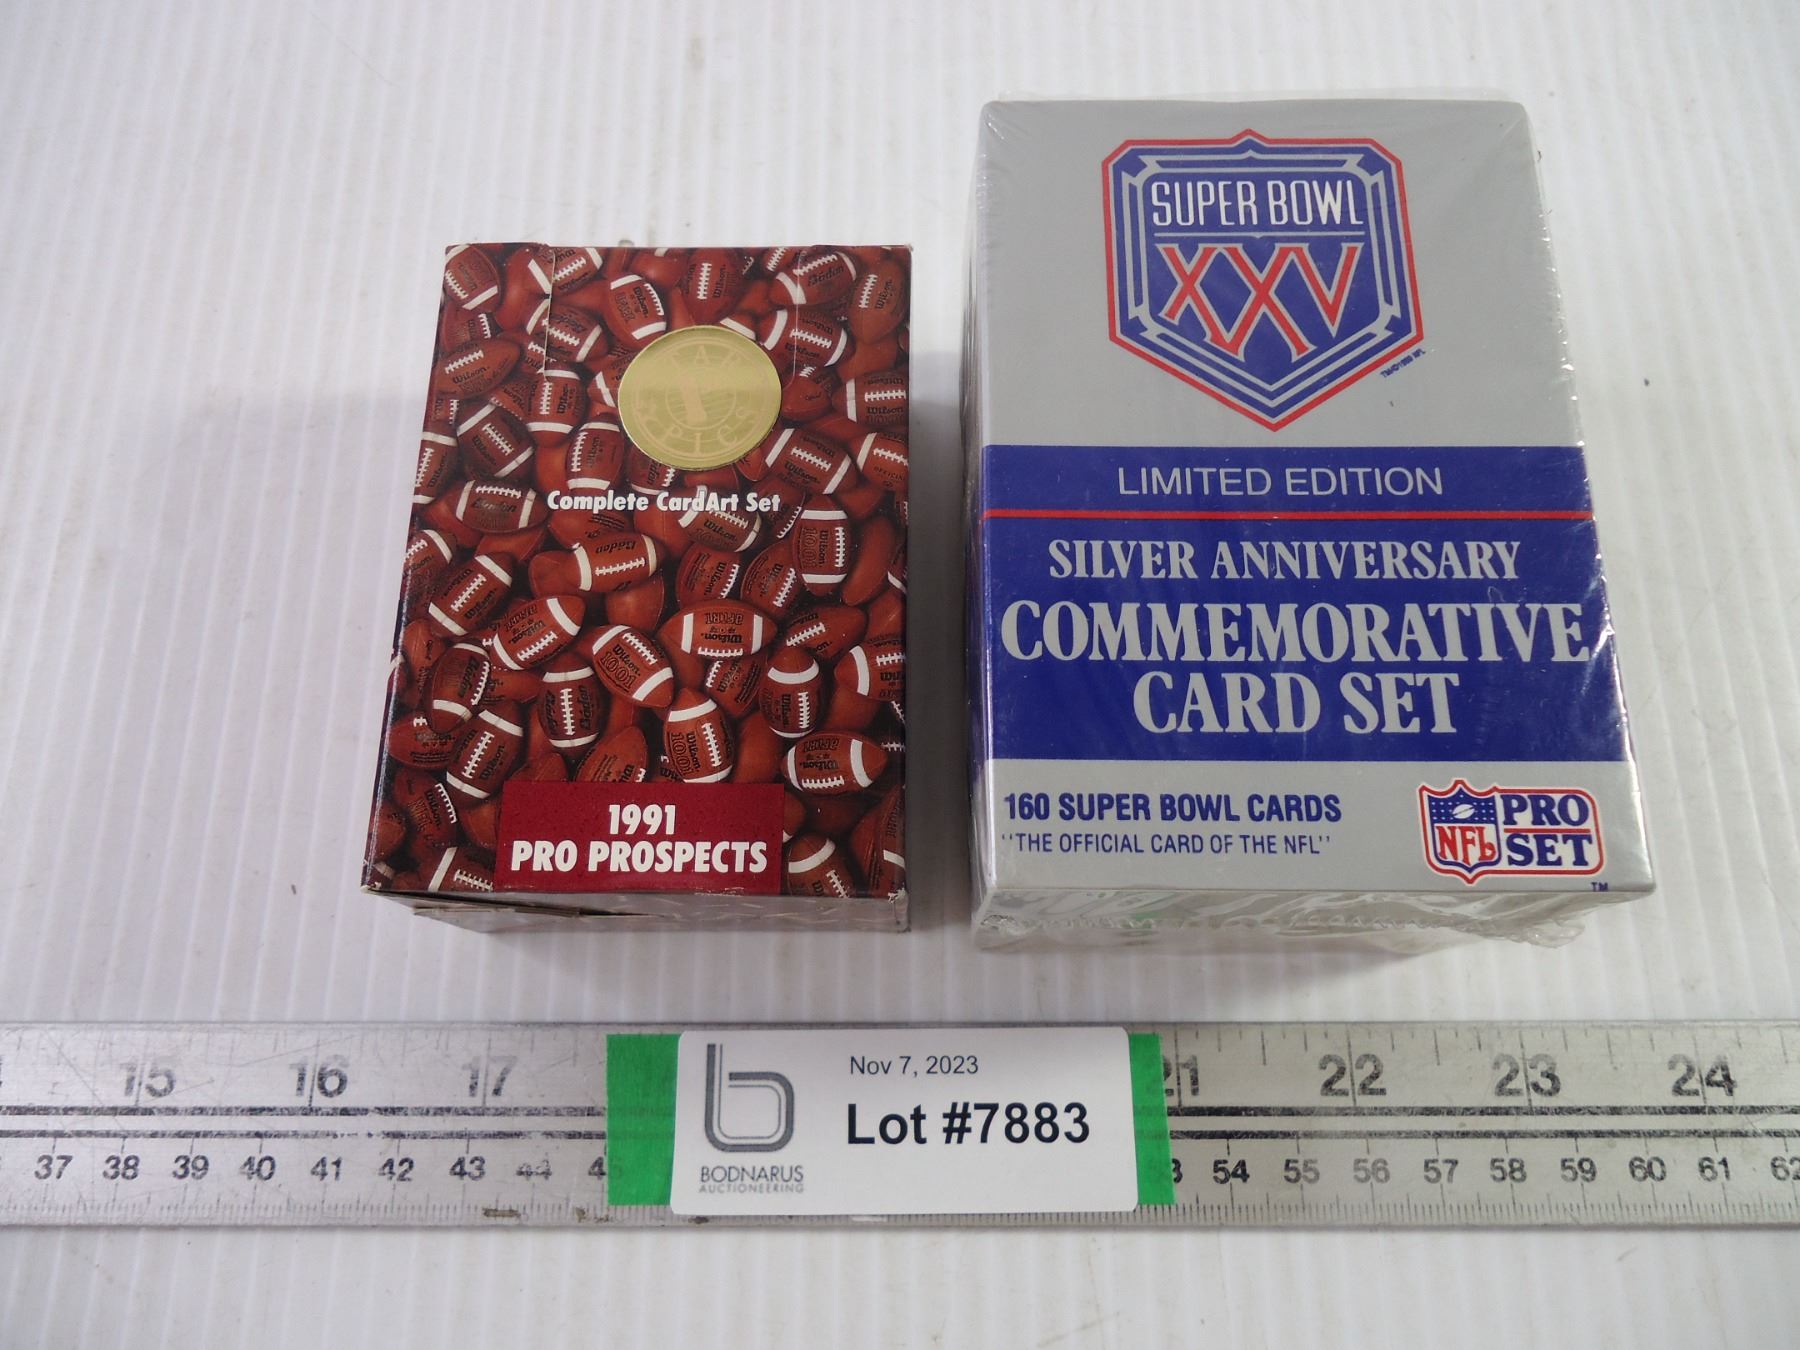 A
PICS
Complete CardArt Set
1991
PRO PROSPECTS
SUPER BOWL
XXV
LIMITED EDITION
SILVER ANNIVERSARY
COMMEMORATIVE
CARD SET
160 SUPER BOWL CARDS
"THE OFFICIAL CARD OF THE NFL"
NFL
PRO
SET
TM
15 16 17 21 22 23 24
Nov 7, 2023
Lot #7883
BODNARUS
AUCTIONEERING
37 38 39 40 41 42 43 44 54 55 56 57 58 59 60 61 62